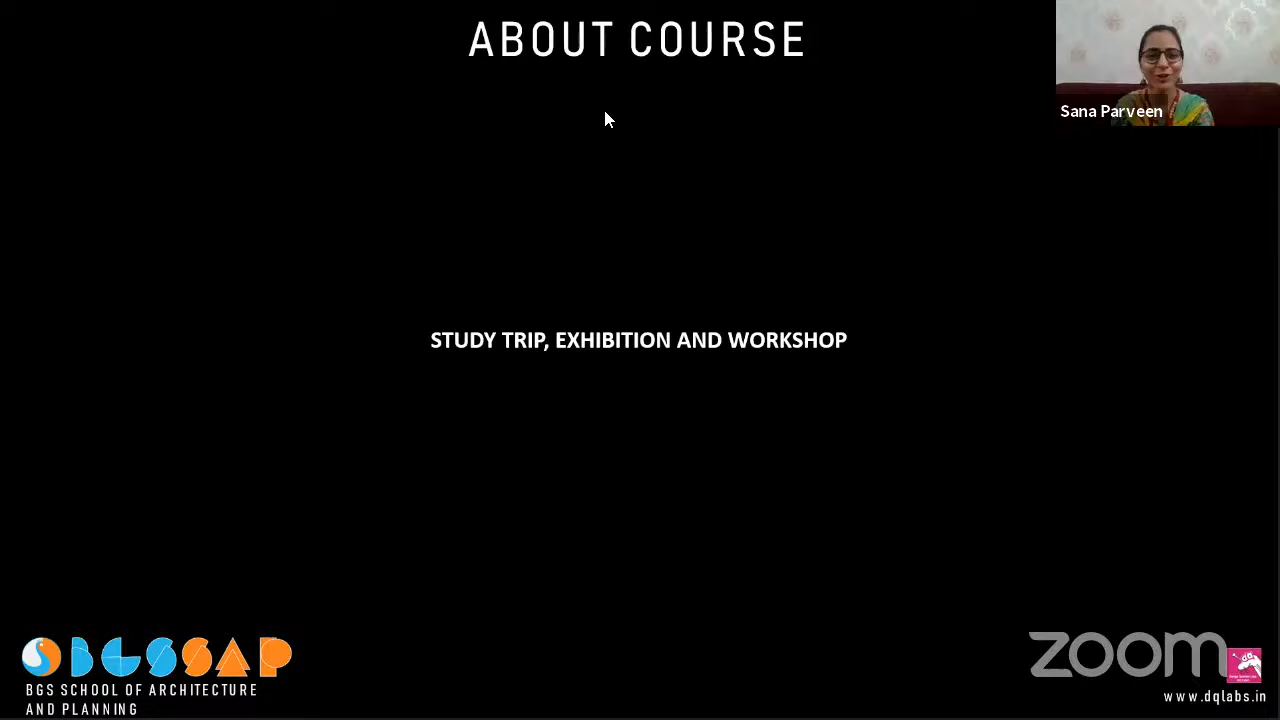 ABOUT COURSE
Sana Parveen
STUDY TRIP, EXHIBITION AND WORKSHOP
BGSSAP
BGS SCHOOL OF ARCHITECTURE
AND PLANNING
zoom
www.dqlabs.in